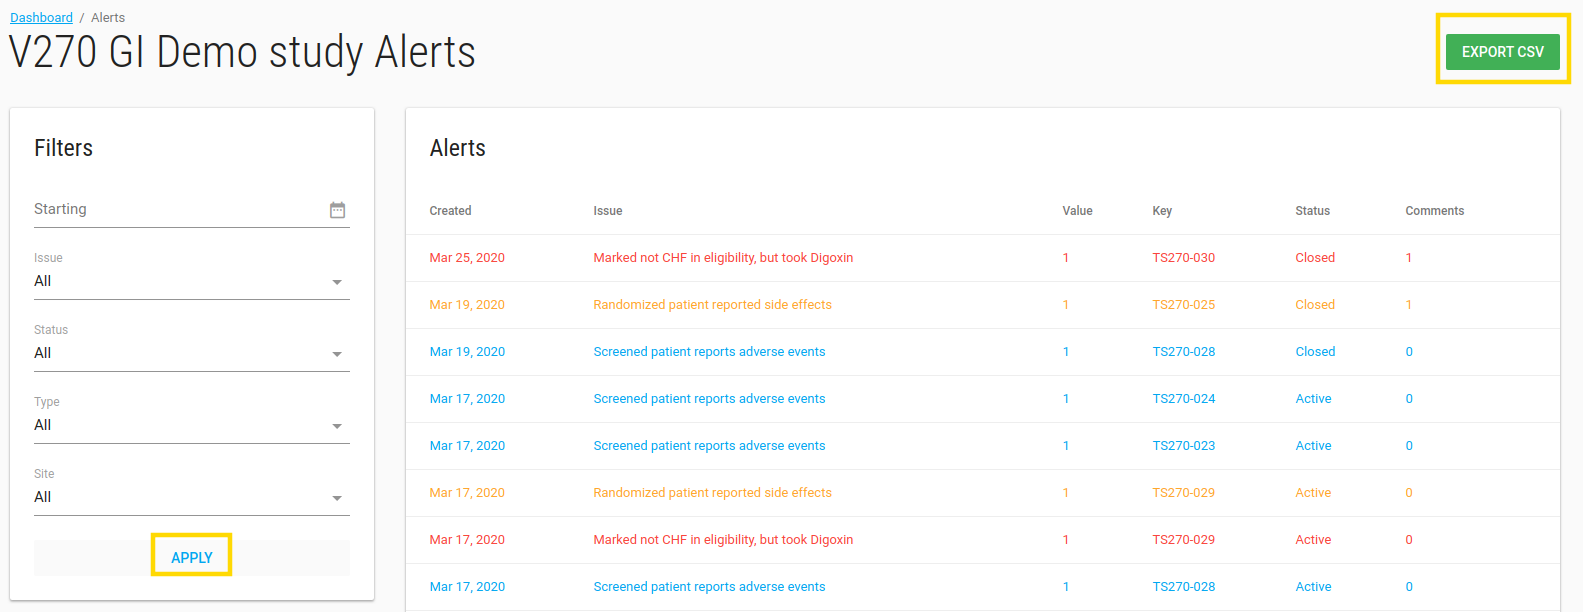 Dashboard / Alerts
V270 GI Demo study Alerts
EXPORT CSV
Filters
Starting
Issue
All
Status
All
Type
All
Site
All
APPLY
Alerts
Created Issue Value Key Status Comments
Mar 25, 2020 Marked not CHF in eligibility, but took Digoxin 1 TS270-030 Closed 1
Mar 19, 2020 Randomized patient reported side effects 1 TS270-025 Closed 1
Mar 19, 2020 Screened patient reports adverse events 1 TS270-028 Closed 0
Mar 17, 2020 Screened patient reports adverse events 1 TS270-024 Active 0
Mar 17, 2020 Screened patient reports adverse events 1 TS270-023 Active 0
Mar 17, 2020 Randomized patient reported side effects 1 TS270-029 Active 0
Mar 17, 2020 Marked not CHF in eligibility, but took Digoxin 1 TS270-029 Active 0
Mar 17, 2020 Screened patient reports adverse events 1 TS270-028 Active 0